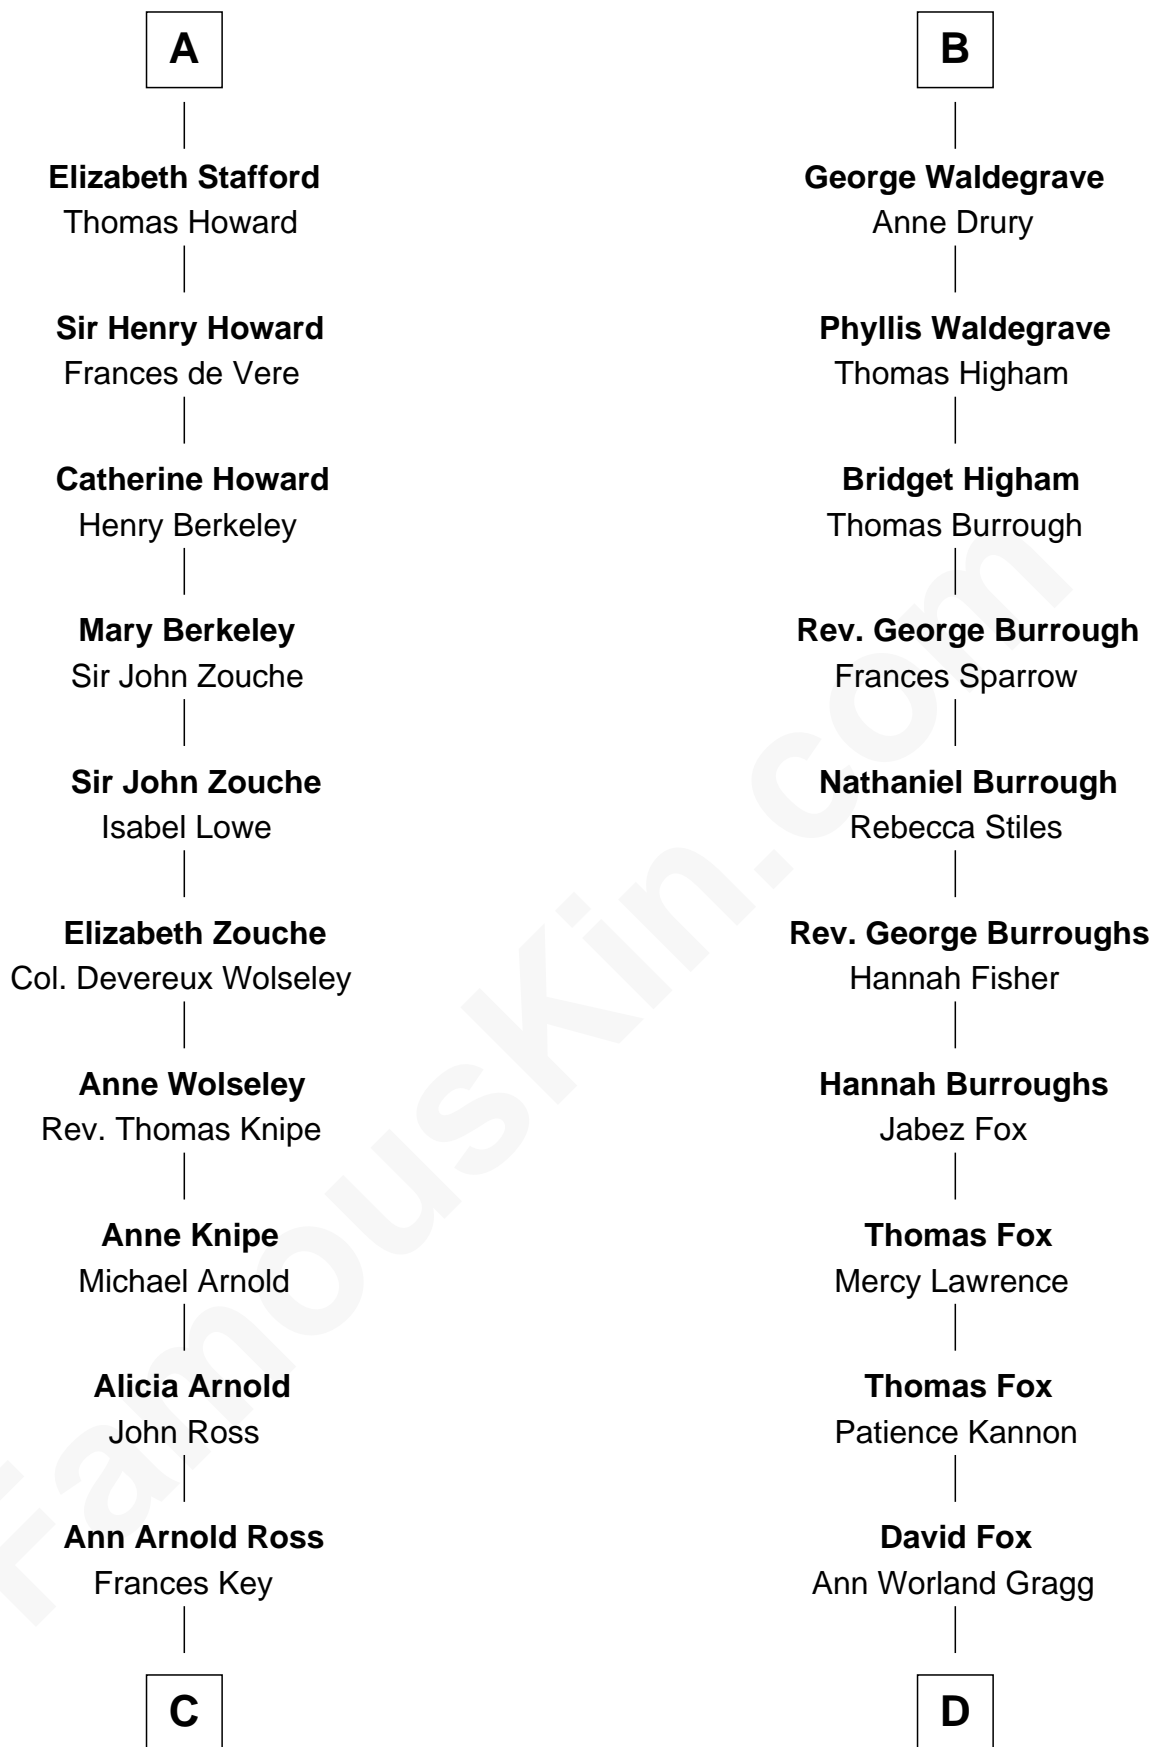 A
Elizabeth Stafford
Thomas Howard
Sir Henry Howard
Frances de Vere
Catherine Howard
Henry Berkeley
Mary Berkeley
Sir John Zouche
Sir John Zouche
Isabel Lowe
Elizabeth Zouche
Col. Devereux Wolseley
Anne Wolseley
Rev. Thomas Knipe
Anne Knipe
Michael Arnold
Alicia Arnold
John Ross
Ann Arnold Ross
Frances Key
C
B
George Waldegrave
Anne Drury
Phyllis Waldegrave
Thomas Higham
Bridget Higham
Thomas Burrough
Rev. George Burrough
Frances Sparrow
Nathaniel Burrough
Rebecca Stiles
Rev. George Burroughs
Hannah Fisher
Hannah Burroughs
Jabez Fox
Thomas Fox
Mercy Lawrence
Thomas Fox
Patience Kannon
David Fox
Ann Worland Gragg
D
FamousKin.com